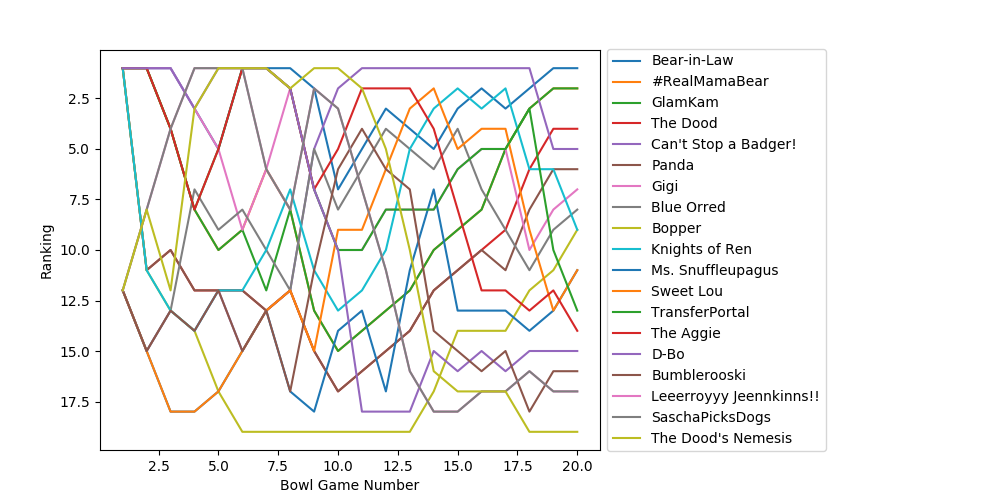 2.5
5.0
7.5
10.0
12.5
15.0
17.5
Ranking
2.5
5.0
7.5
10.0
12.5
15.0
17.5
20.0
Bowl Game Number
Bear-in-Law
#RealMamaBear
GlamKam
The Dood
Can't Stop a Badger!
Panda
Gigi
Blue Orred
Bopper
Knights of Ren
Ms. Snuffleupagus
Sweet Lou
TransferPortal
The Aggie
D-Bo
Bumblerooski
Leeerroyyy Jeennkinns!!
SaschaPicksDogs
The Dood's Nemesis